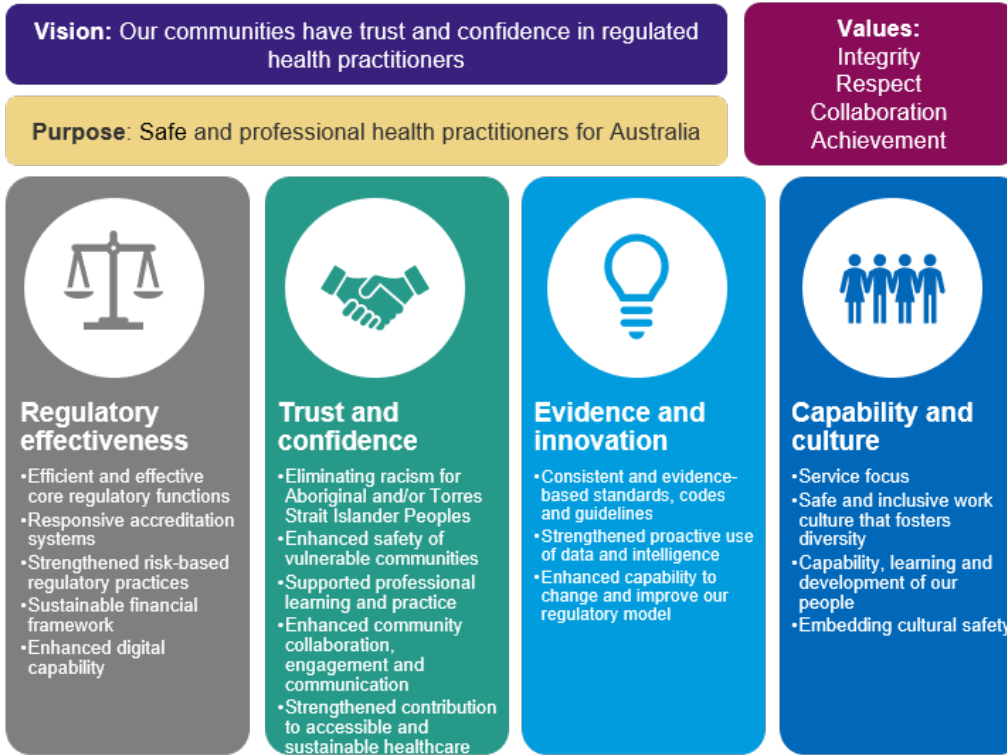 Vision: Our communities have trust and confidence in regulated
health practitioners
Purpose: Safe and professional health practitioners for Australia
Values:
Integrity
Respect
Collaboration
Achievement
Regulatory
effectiveness
•Efficient and effective
core regulatory functions
•Responsive accreditation
systems
•Strengthened risk-based
regulatory practices
•Sustainable financial
framework
•Enhanced digital
capability
Trust and
confidence
•Eliminating racism for
Aboriginal and/or Torres
Strait Islander Peoples
•Enhanced safety of
vulnerable communities
•Supported professional
learning and practice
•Enhanced community
collaboration,
engagement and
communication
•Strengthened contribution
to accessible and
sustainable healthcare
Evidence and
innovation
•Consistent and evidence-
based standards, codes
and guidelines
•Strengthened proactive use
of data and intelligence
•Enhanced capability to
change and improve our
regulatory model
Capability and
culture
•Service focus
•Safe and inclusive work
culture that fosters
diversity
•Capability, learning and
development of our
people
•Embedding cultural safety